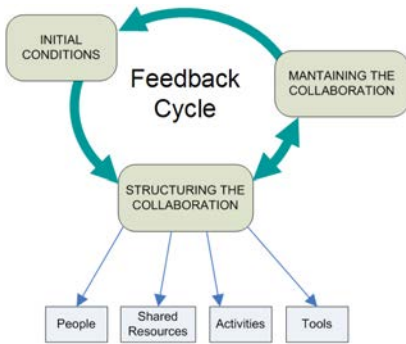 INITIAL
CONDITIONS
Feedback
Cycle
MANTAINING THE
COLLABORATION
STRUCTURING THE
COLLABORATION
People
Shared
Resources
Activities
Tools